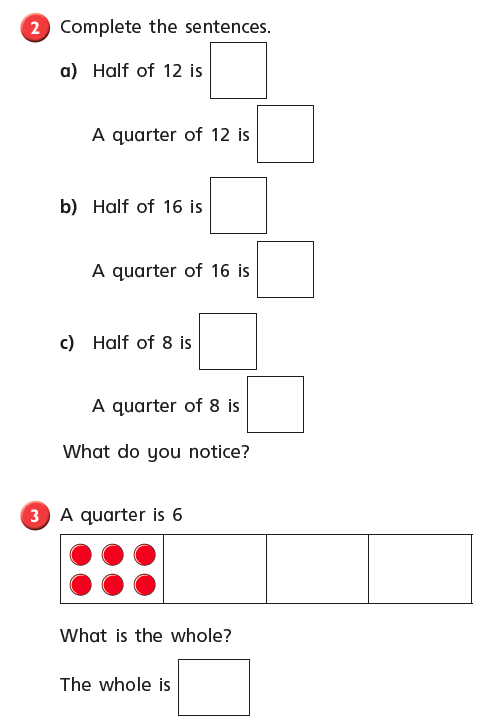 2 Complete the sentences.
a) Half of 12 is
A quarter of 12 is
b) Half of 16 is
A quarter of 16 is
c) Half of 8 is
A quarter of 8 is
What do you notice?
3 A quarter is 6
What is the whole?
The whole is